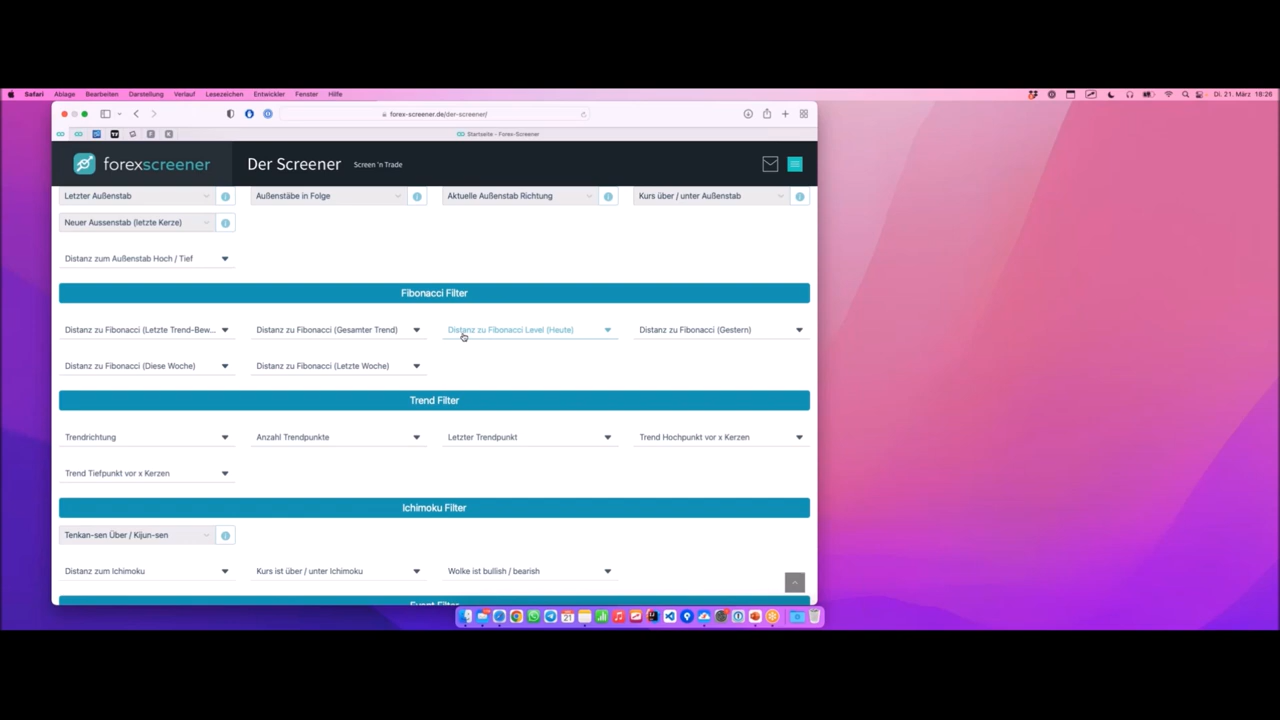 Safari Ablage Bearbeiten Darstellung Verlauf Lesezeichen Entwickler Fenster Hilfe
Di. 21. März 18:26
forex-screener.de/der-screener/
Startseite - Forex-Screener
forexscreener
Der Screener
Screen 'n Trade
Letzter Außenstab
Außenstäbe in Folge
Aktuelle Außenstab Richtung
Kurs über / unter Außenstab
Neuer Aussenstab (letzte Kerze)
Distanz zum Außenstab Hoch / Tief
Fibonacci Filter
Distanz zu Fibonacci (Letzte Trend-Bew...
Distanz zu Fibonacci (Gesamter Trend)
Distanz zu Fibonacci Level (Heute)
Distanz zu Fibonacci (Gestern)
Distanz zu Fibonacci (Diese Woche)
Distanz zu Fibonacci (Letzte Woche)
Trend Filter
Trendrichtung
Anzahl Trendpunkte
Letzter Trendpunkt
Trend Hochpunkt vor x Kerzen
Trend Tiefpunkt vor x Kerzen
Ichimoku Filter
Tenkan-sen Über / Kijun-sen
Distanz zum Ichimoku
Kurs ist über / unter Ichimoku
Wolke ist bullish / bearish
Event Filter